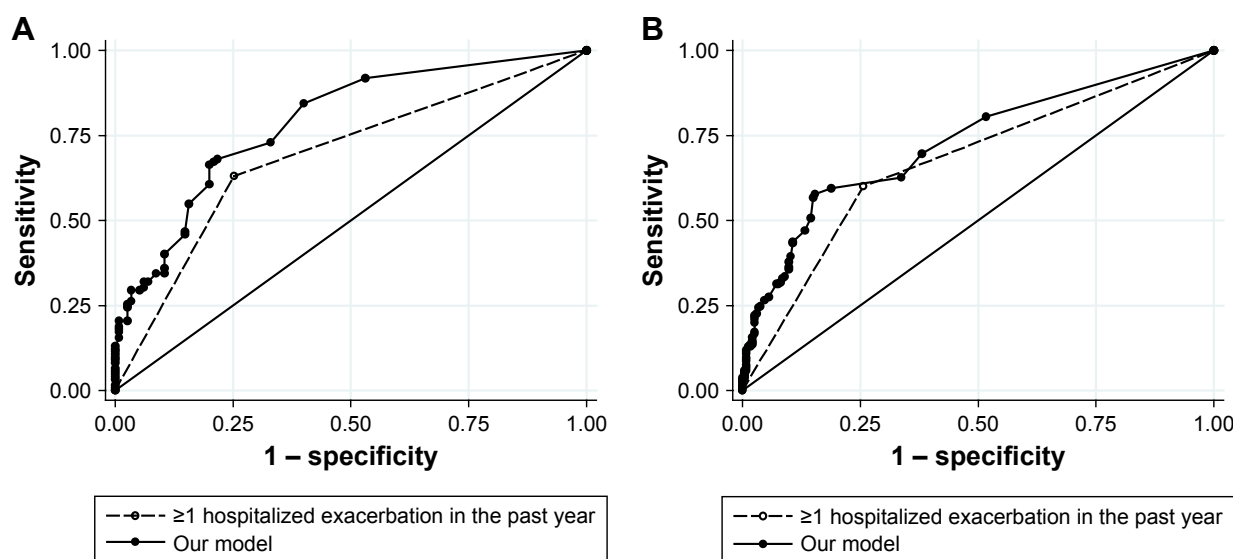 A
1.00
0.75
0.50
0.25
0.00
Sensitivity
0.00 0.25 0.50 0.75 1.00
1 – specificity
≥1 hospitalized exacerbation in the past year
Our model
B
1.00
0.75
0.50
0.25
0.00
Sensitivity
0.00 0.25 0.50 0.75 1.00
1 – specificity
≥1 hospitalized exacerbation in the past year
Our model